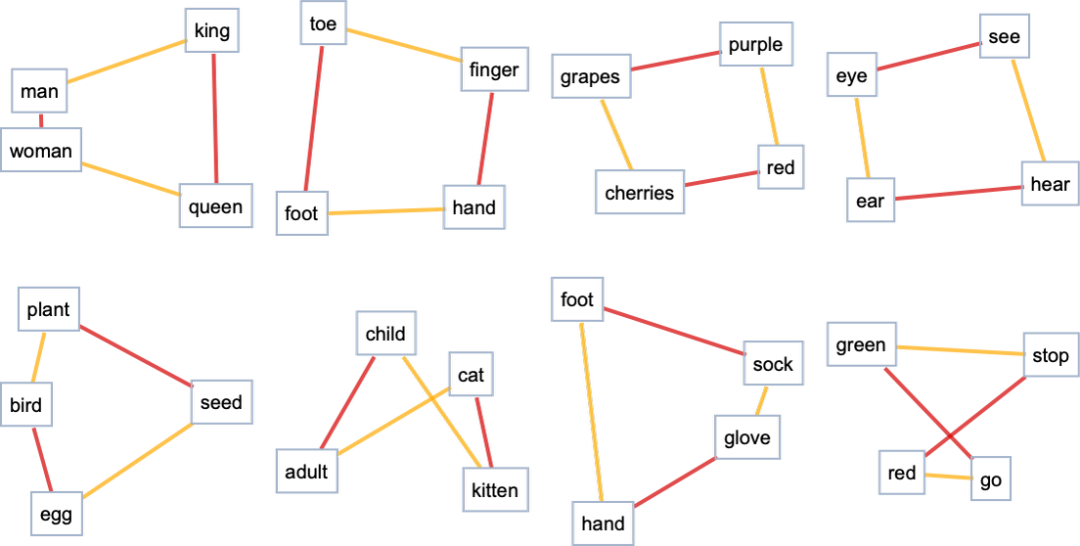 king
man
woman
queen
toe
finger
foot
hand
purple
grapes
red
cherries
see
eye
hear
ear
plant
bird
seed
egg
child
cat
adult
kitten
foot
sock
glove
hand
green
stop
red
go